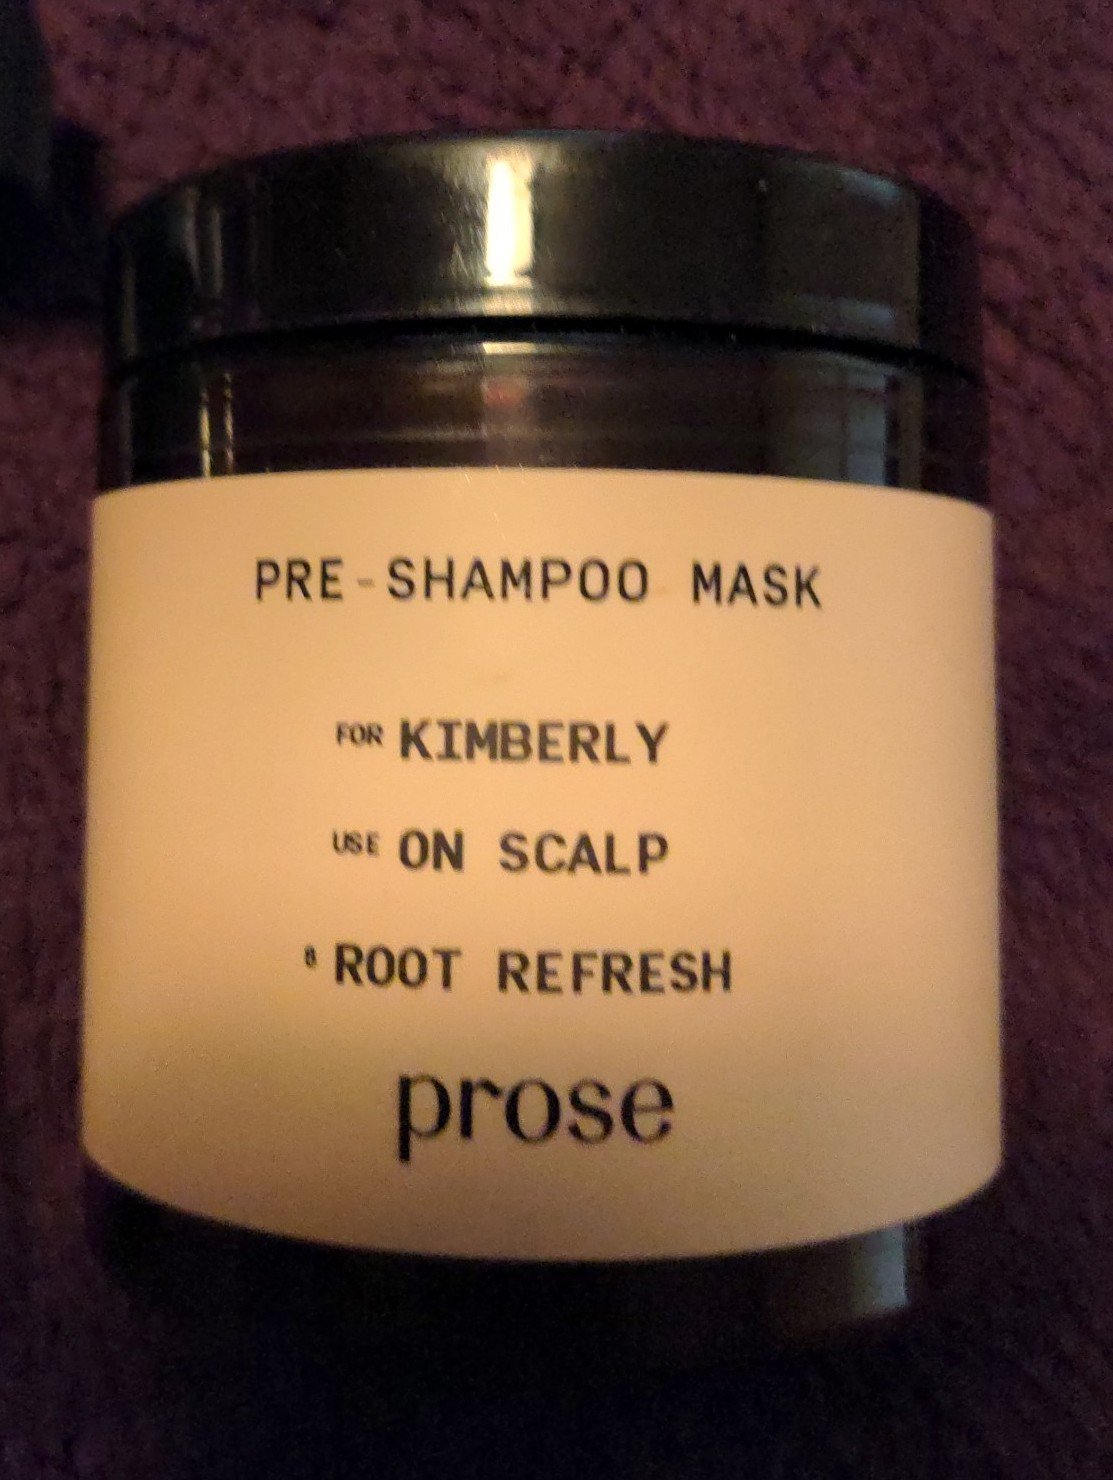 PRE-SHAMPOO MASK
FOR KIMBERLY
USE ON SCALP
ROOT REFRESH
prose